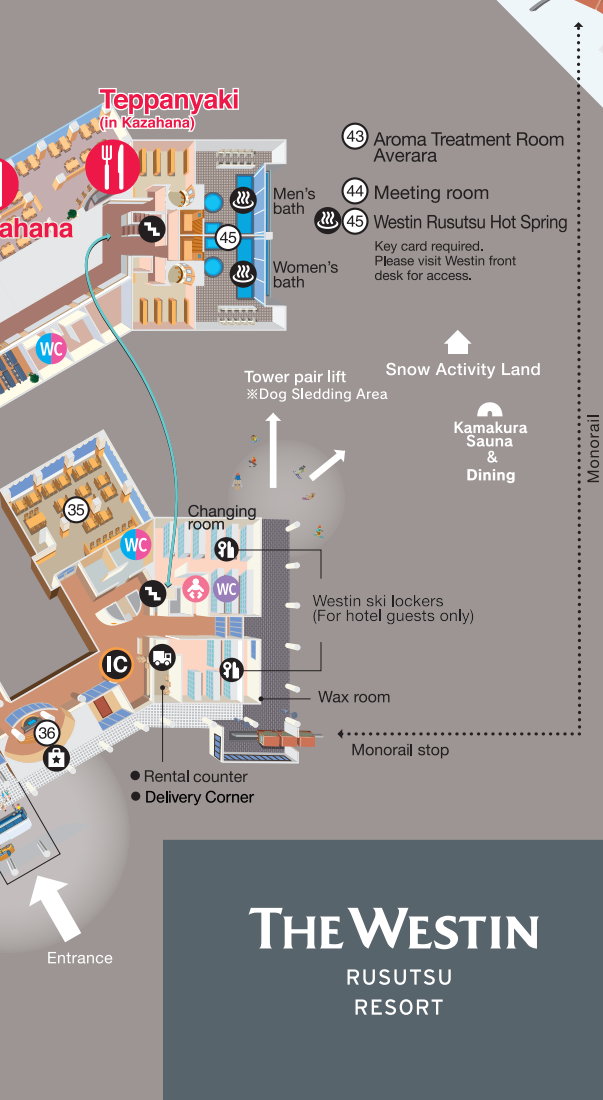 Teppanyaki
(in Kazahana)
ahana
43 Aroma Treatment Room
Averara
44 Meeting room
45 Westin Rusutsu Hot Spring
Key card required.
Please visit Westin front
desk for access.
Men's
bath
45
Women's
bath
WC
Snow Activity Land
Tower pair lift
※Dog Sledding Area
Kamakura
Sauna
&
Dining
Monorail
35
Changing
room
WC
WC
Westin ski lockers
(For hotel guests only)
IC
Wax room
36
Monorail stop
● Rental counter
● Delivery Corner
Entrance
THE WESTIN
RUSUTSU
RESORT